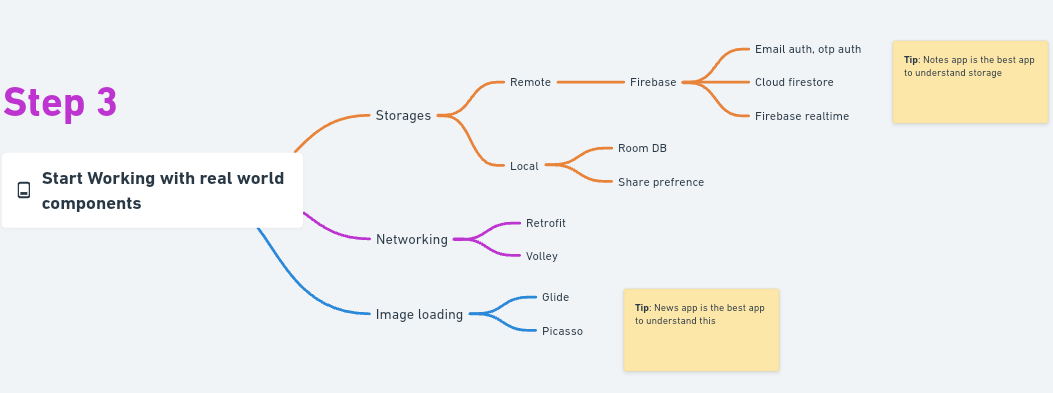 Step 3
Start Working with real world
components
Storages
Remote
Firebase
Email auth, otp auth
Cloud firestore
Firebase realtime
Tip: Notes app is the best app
to understand storage
Local
Room DB
Share prefrence
Networking
Retrofit
Volley
Image loading
Glide
Picasso
Tip: News app is the best app
to understand this